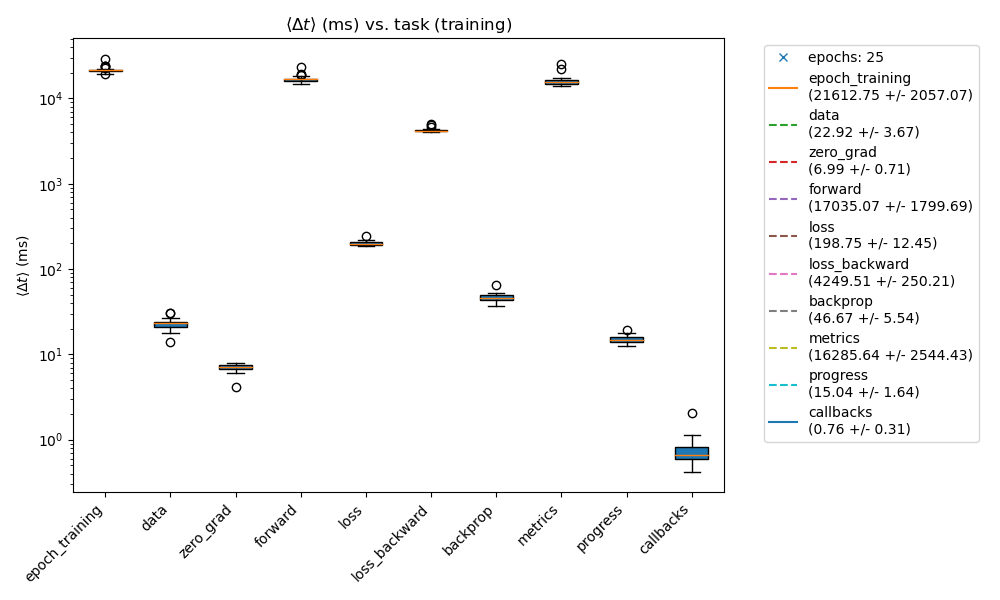 ⟨Δt⟩ (ms) vs. task (training)
⟨Δt⟩ (ms)
10⁴
10³
10²
10¹
10⁰
epoch_training
data
zero_grad
forward
loss
loss_backward
backprop
metrics
progress
callbacks
epochs: 25
epoch_training
(21612.75 +/- 2057.07)
data
(22.92 +/- 3.67)
zero_grad
(6.99 +/- 0.71)
forward
(17035.07 +/- 1799.69)
loss
(198.75 +/- 12.45)
loss_backward
(4249.51 +/- 250.21)
backprop
(46.67 +/- 5.54)
metrics
(16285.64 +/- 2544.43)
progress
(15.04 +/- 1.64)
callbacks
(0.76 +/- 0.31)